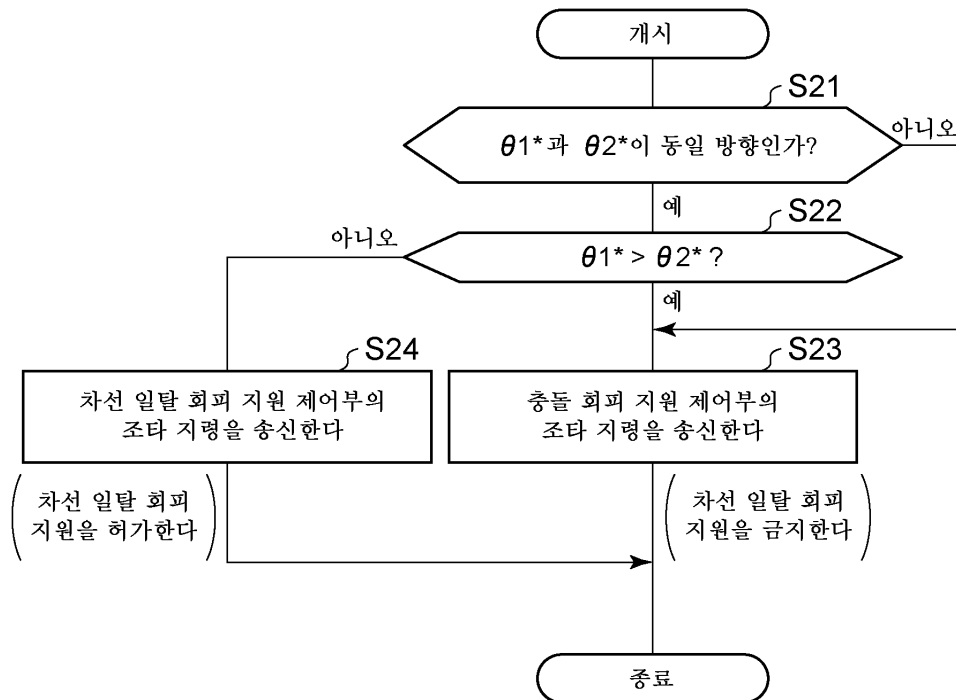 개시
S21
θ1*과 θ2*이 동일 방향인가?
아니오
예
S22
아니오
θ1* > θ2* ?
예
S24
S23
차선 일탈 회피 지원 제어부의
조타 지령을 송신한다
충돌 회피 지원 제어부의
조타 지령을 송신한다
(차선 일탈 회피
지원을 허가한다)
(차선 일탈 회피
지원을 금지한다)
종료